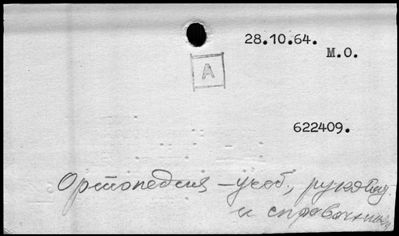 28.10.64.
М.О.
А
622409.
Ортопедия – учеб., руковод.
и справочники